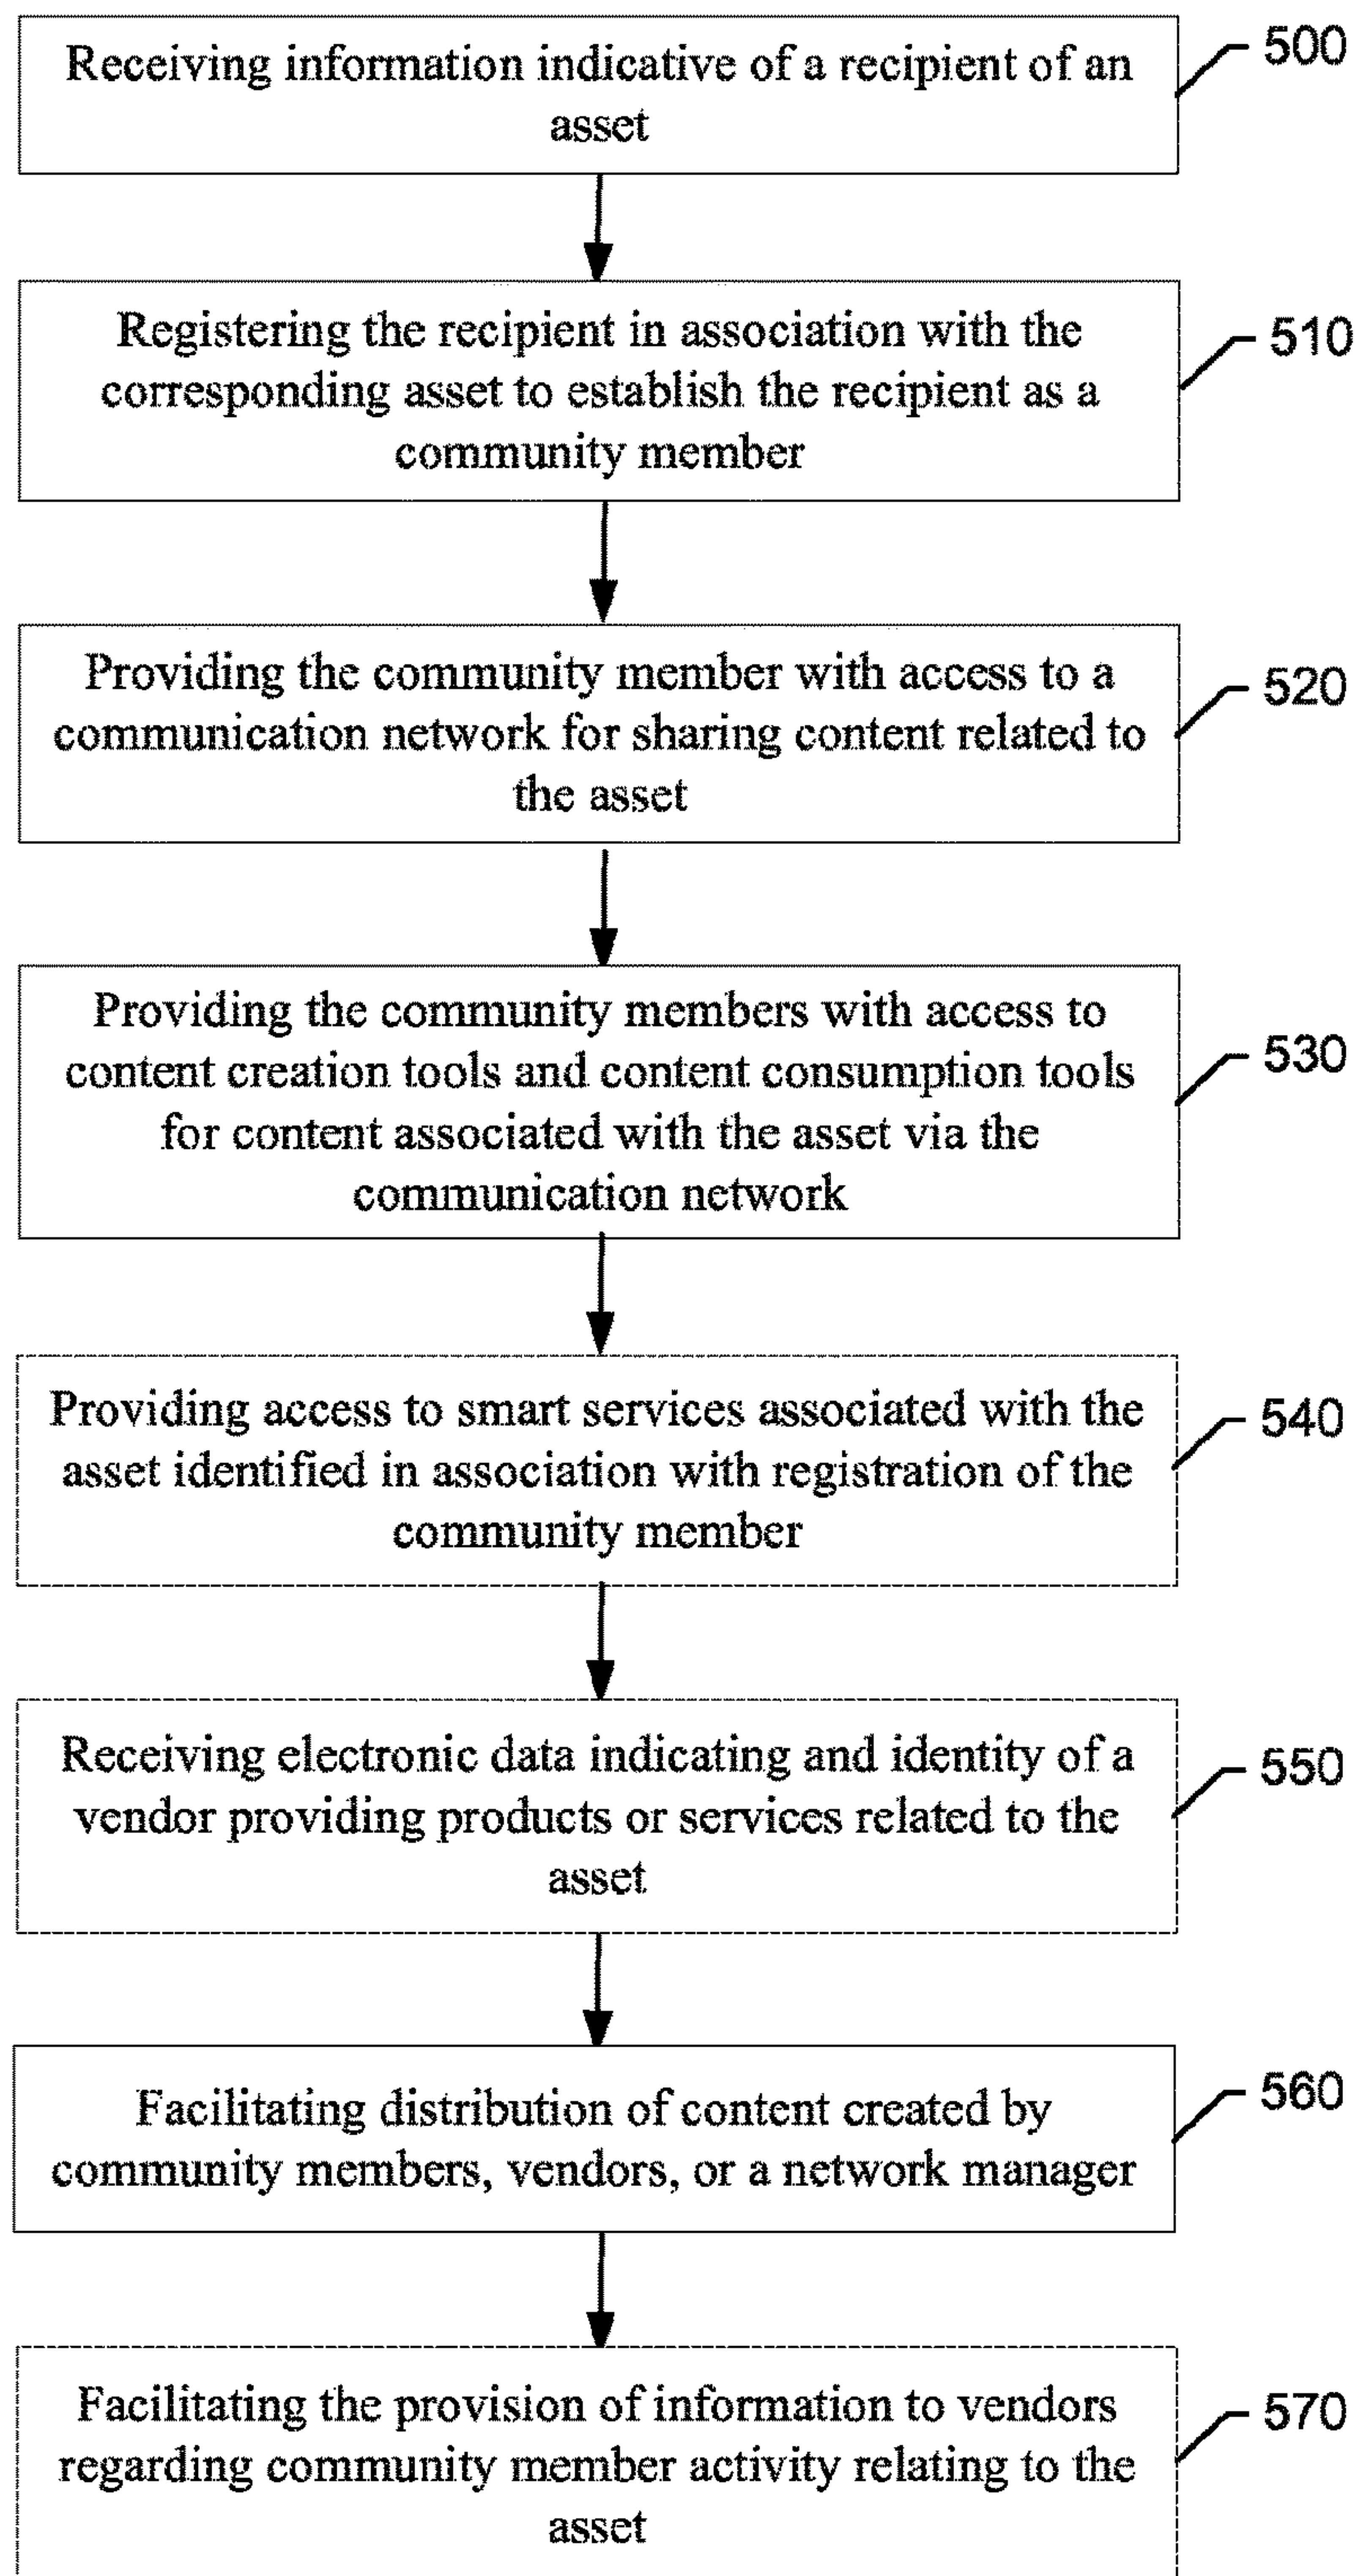 Receiving information indicative of a recipient of an
asset
500
Registering the recipient in association with the
corresponding asset to establish the recipient as a
community member
510
Providing the community member with access to a
communication network for sharing content related to
the asset
520
Providing the community members with access to
content creation tools and content consumption tools
for content associated with the asset via the
communication network
530
Providing access to smart services associated with the
asset identified in association with registration of the
community member
540
Receiving electronic data indicating and identity of a
vendor providing products or services related to the
asset
550
Facilitating distribution of content created by
community members, vendors, or a network manager
560
Facilitating the provision of information to vendors
regarding community member activity relating to the
asset
570